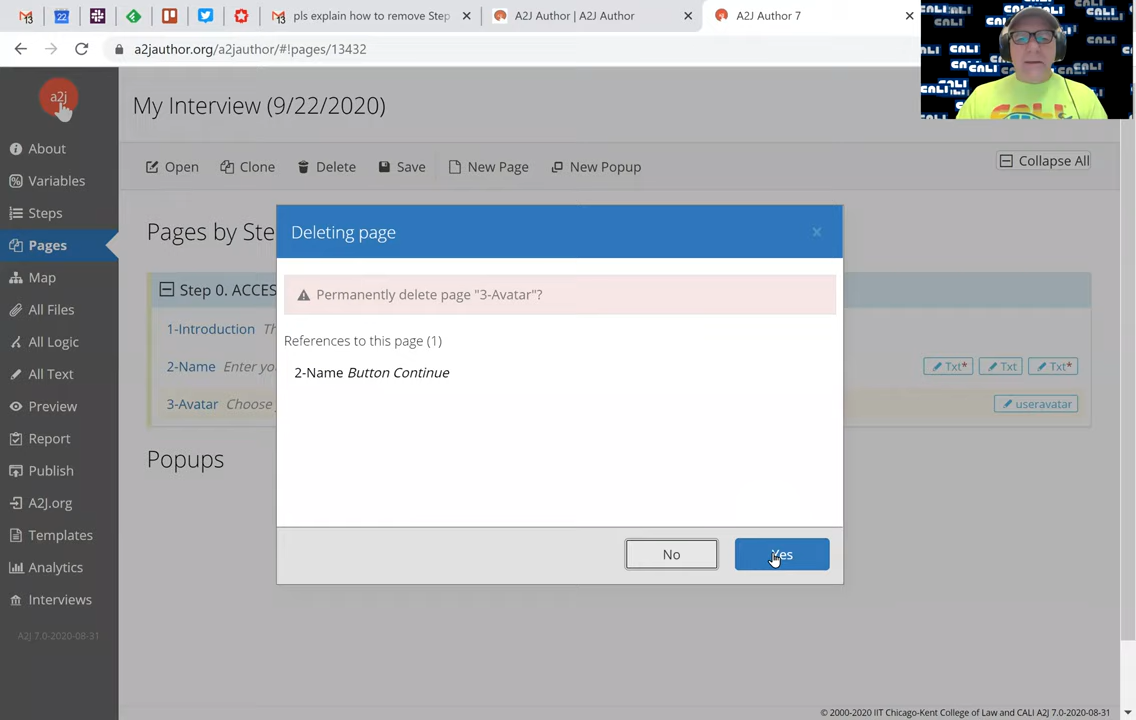 pls explain how to remove Step
A2J Author | A2J Author
A2J Author 7
a2jauthor.org/a2jauthor/#!pages/13432
CALI
a2j
My Interview (9/22/2020)
Open
Clone
Delete
Save
New Page
New Popup
Collapse All
About
Variables
Steps
Pages
Map
All Files
All Logic
All Text
Preview
Report
Publish
A2J.org
Templates
Analytics
Interviews
A2J 7.0-2020-08-31
Pages by Ste
Step 0. ACCES
1-Introduction Th
2-Name Enter yo
Txt*
Txt
Txt*
3-Avatar Choose
useravatar
Popups
Deleting page
×
Permanently delete page "3-Avatar"?
References to this page (1)
2-Name Button Continue
No
Yes
© 2000-2020 IIT Chicago-Kent College of Law and CALI A2J 7.0-2020-08-31